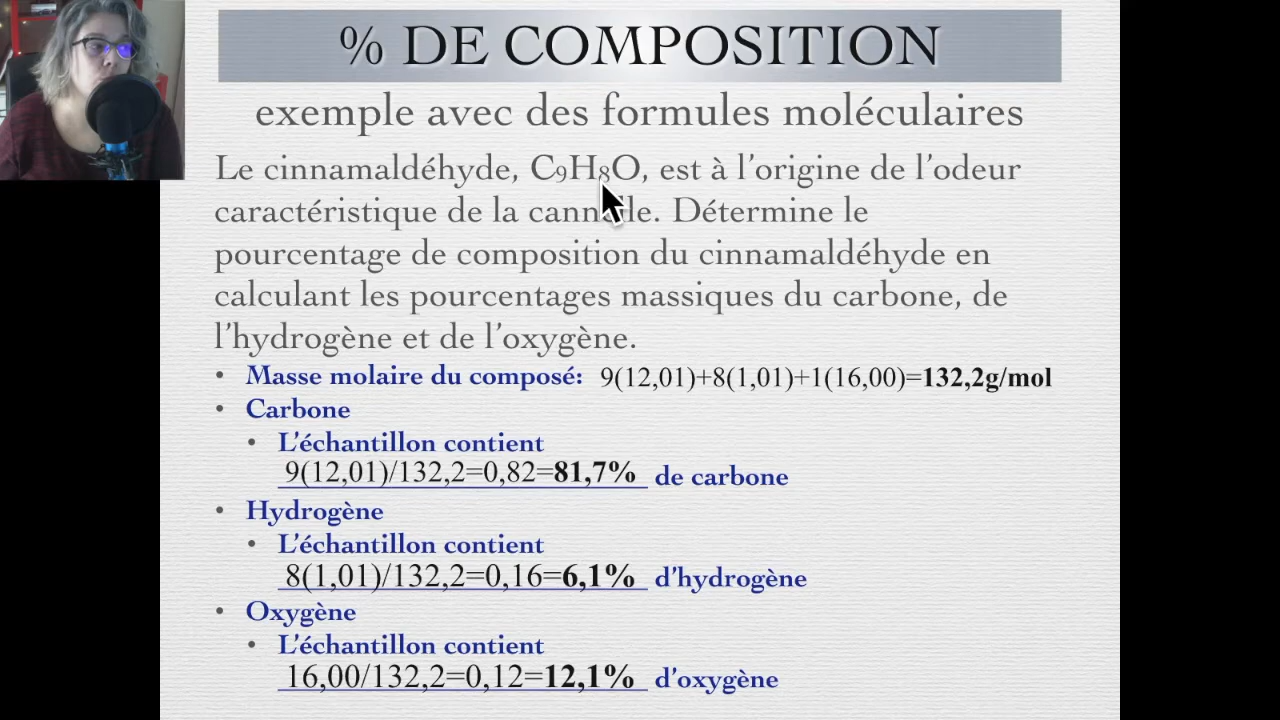 % DE COMPOSITION
exemple avec des formules moléculaires
Le cinnamaldéhyde, C₉H₈O, est à l'origine de l'odeur
caractéristique de la cannelle. Détermine le
pourcentage de composition du cinnamaldéhyde en
calculant les pourcentages massiques du carbone, de
l'hydrogène et de l'oxygène.
• Masse molaire du composé: 9(12,01)+8(1,01)+1(16,00)=132,2g/mol
• Carbone
• L'échantillon contient
9(12,01)/132,2=0,82=81,7% de carbone
• Hydrogène
• L'échantillon contient
8(1,01)/132,2=0,16=6,1% d'hydrogène
• Oxygène
• L'échantillon contient
16,00/132,2=0,12=12,1% d'oxygène